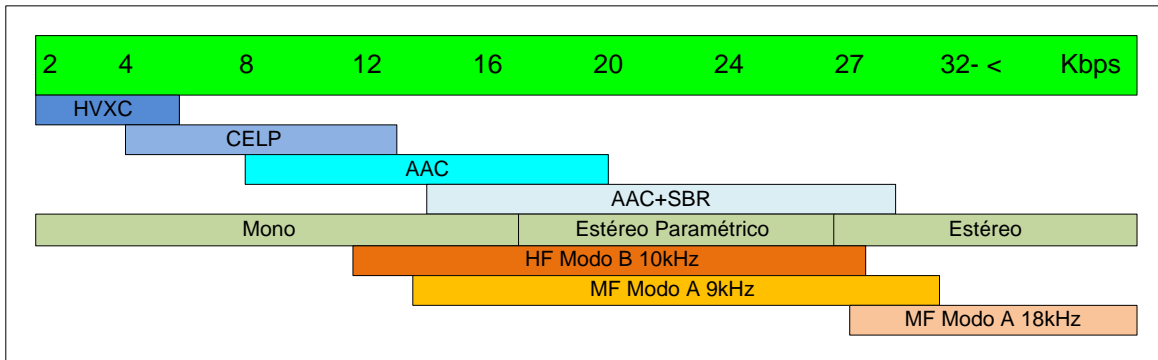 2 4 8 12 16 20 24 27 32- < Kbps
HVXC
CELP
AAC
AAC+SBR
Mono Estéreo Paramétrico Estéreo
HF Modo B 10kHz
MF Modo A 9kHz
MF Modo A 18kHz